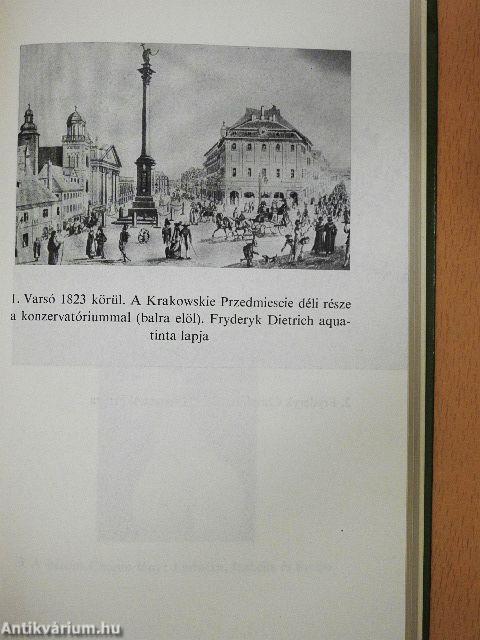 1. Varsó 1823 körül. A Krakowskie Przedmiescie déli része
a konzervatóriummal (balra elöl). Fryderyk Dietrich aqua-
tinta lapja
Antikvárium.hu